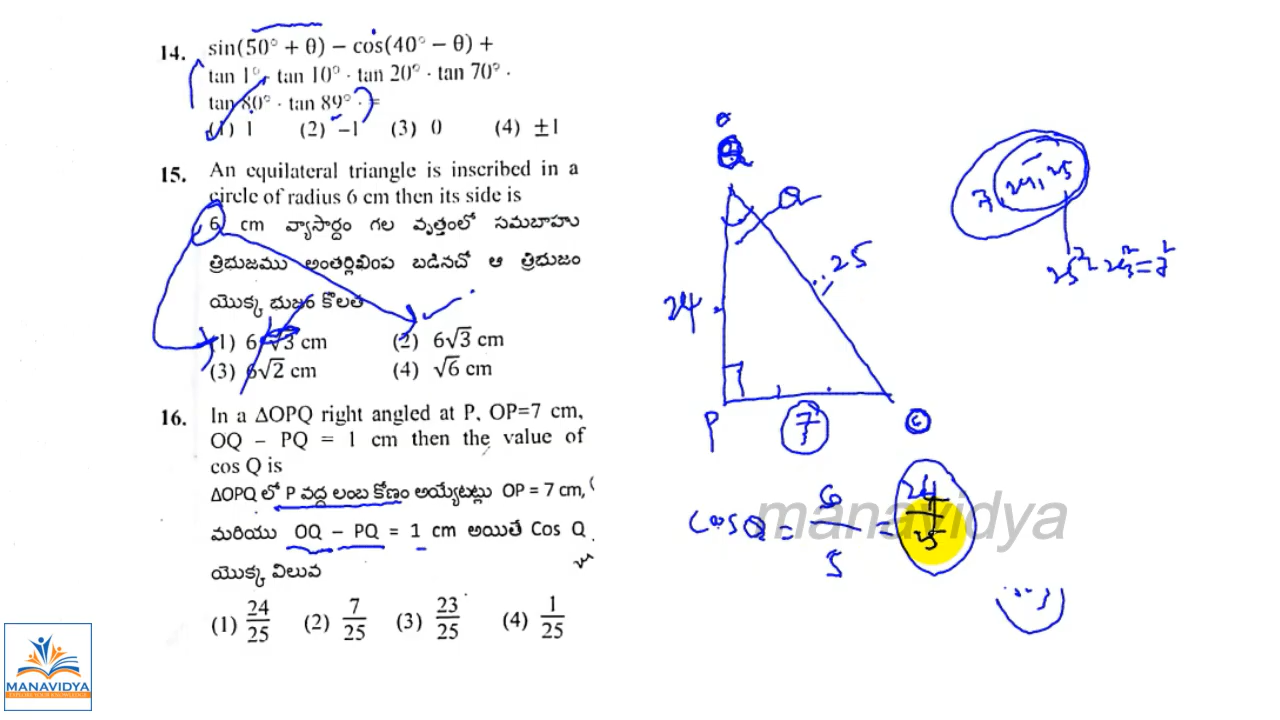 14. sin(50° + θ) − cos(40° − θ) +
tan 1° · tan 10° · tan 20° · tan 70° ·
tan 80° · tan 89° · =
(1) 1 (2) −1 (3) 0 (4) ±1
15. An equilateral triangle is inscribed in a
circle of radius 6 cm then its side is
6 cm వ్యాసార్ధం గల వృత్తంలో సమబాహు
త్రిభుజము అంతర్లిఖింప బడినచో ఆ త్రిభుజం
యొక్క భుజం కొలత
(1) 6 √3 cm (2) 6√3 cm
(3) 6√2 cm (4) √6 cm
16. In a ΔOPQ right angled at P, OP=7 cm,
OQ − PQ = 1 cm then the value of
cos Q is
ΔOPQ లో P వద్ద లంబ కోణం అయ్యేటట్లు OP = 7 cm,
మరియు OQ − PQ = 1 cm అయితే Cos Q
యొక్క విలువ
(1) 24/25 (2) 7/25 (3) 23/25 (4) 1/25
24
25
P
7
7 24, 25
cos Q = = 24/25
manavidya
MANAVIDYA